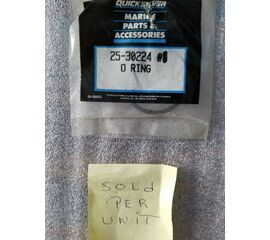 QUICKSILVER
MARINE
PARTS &
ACCESSORIES
25-30224
O RING
SOLD
PER
UNIT